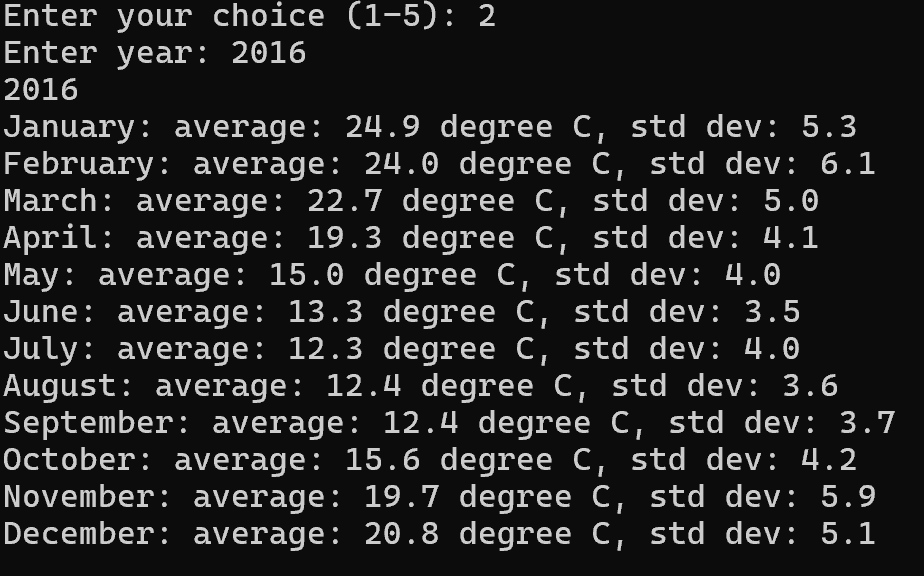 Enter your choice (1-5): 2
Enter year: 2016
2016
January: average: 24.9 degree C, std dev: 5.3
February: average: 24.0 degree C, std dev: 6.1
March: average: 22.7 degree C, std dev: 5.0
April: average: 19.3 degree C, std dev: 4.1
May: average: 15.0 degree C, std dev: 4.0
June: average: 13.3 degree C, std dev: 3.5
July: average: 12.3 degree C, std dev: 4.0
August: average: 12.4 degree C, std dev: 3.6
September: average: 12.4 degree C, std dev: 3.7
October: average: 15.6 degree C, std dev: 4.2
November: average: 19.7 degree C, std dev: 5.9
December: average: 20.8 degree C, std dev: 5.1